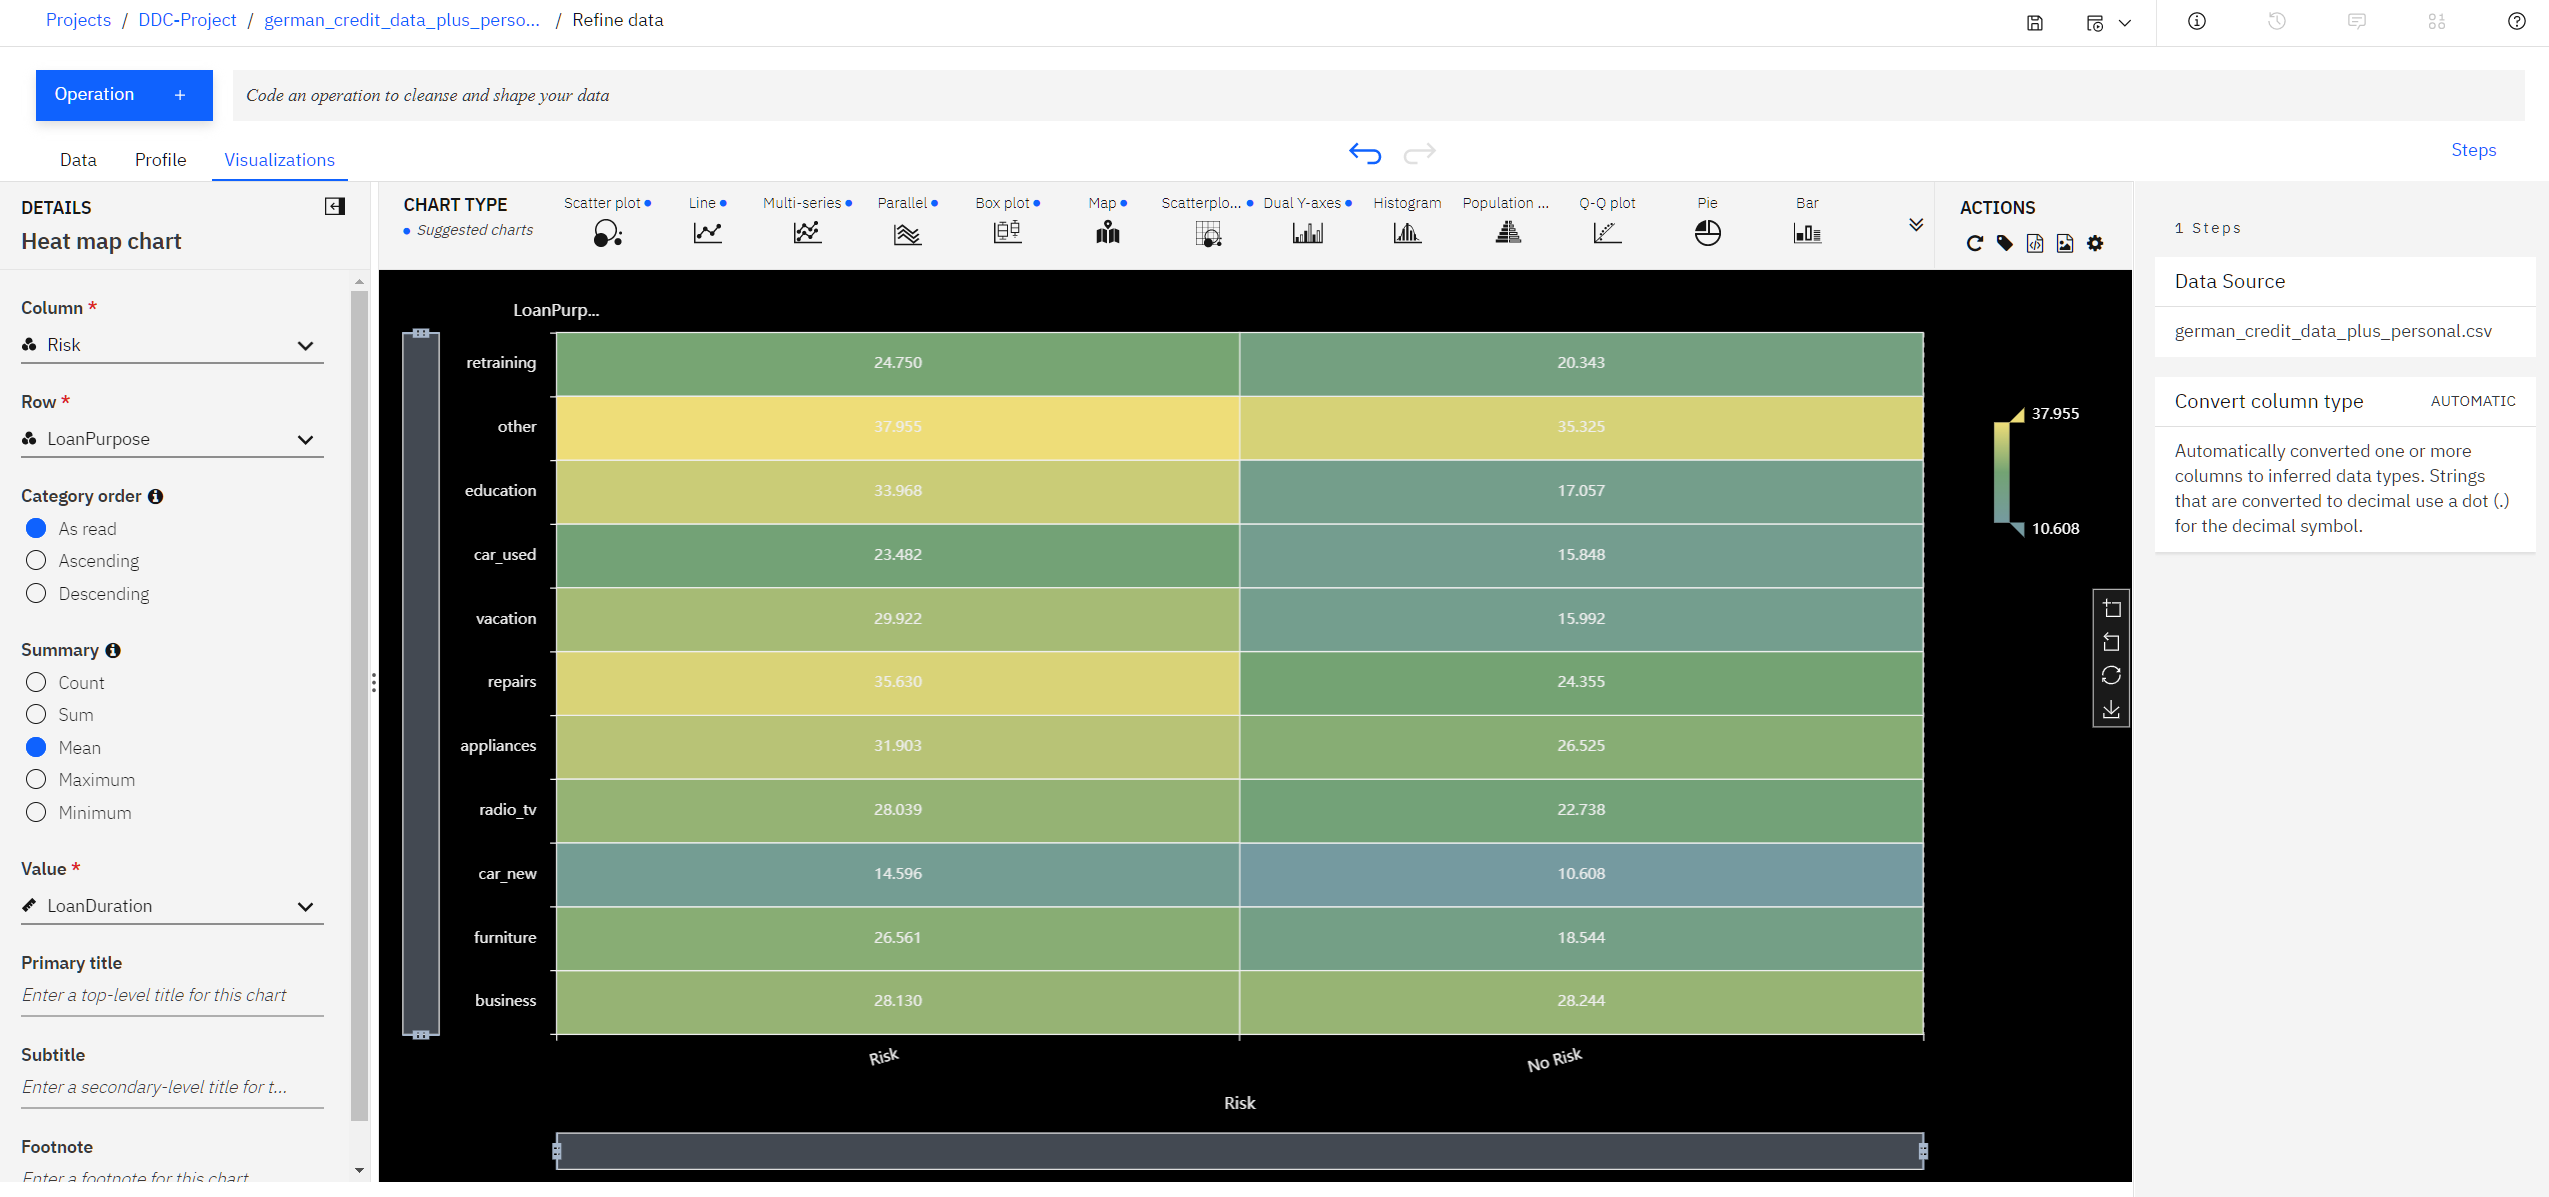 Projects / DDC-Project / german_credit_data_plus_perso... / Refine data
Operation +
Code an operation to cleanse and shape your data
Data Profile Visualizations
Steps
DETAILS
Heat map chart
Column *
Risk
Row *
LoanPurpose
Category order
As read
Ascending
Descending
Summary
Count
Sum
Mean
Maximum
Minimum
Value *
LoanDuration
Primary title
Enter a top-level title for this chart
Subtitle
Enter a secondary-level title for t...
Footnote
Enter a footnote for this chart
CHART TYPE
Suggested charts
Scatter plot Line Multi-series Parallel Box plot Map Scatterplo... Dual Y-axes Histogram Population ... Q-Q plot Pie Bar
ACTIONS
LoanPurp...
retraining 24.750 20.343
other 37.955 35.325
education 33.968 17.057
car_used 23.482 15.848
vacation 29.922 15.992
repairs 35.630 24.355
appliances 31.903 26.525
radio_tv 28.039 22.738
car_new 14.596 10.608
furniture 26.561 18.544
business 28.130 28.244
Risk No Risk
Risk
37.955
10.608
1 Steps
Data Source
german_credit_data_plus_personal.csv
Convert column type AUTOMATIC
Automatically converted one or more
columns to inferred data types. Strings
that are converted to decimal use a dot (.)
for the decimal symbol.